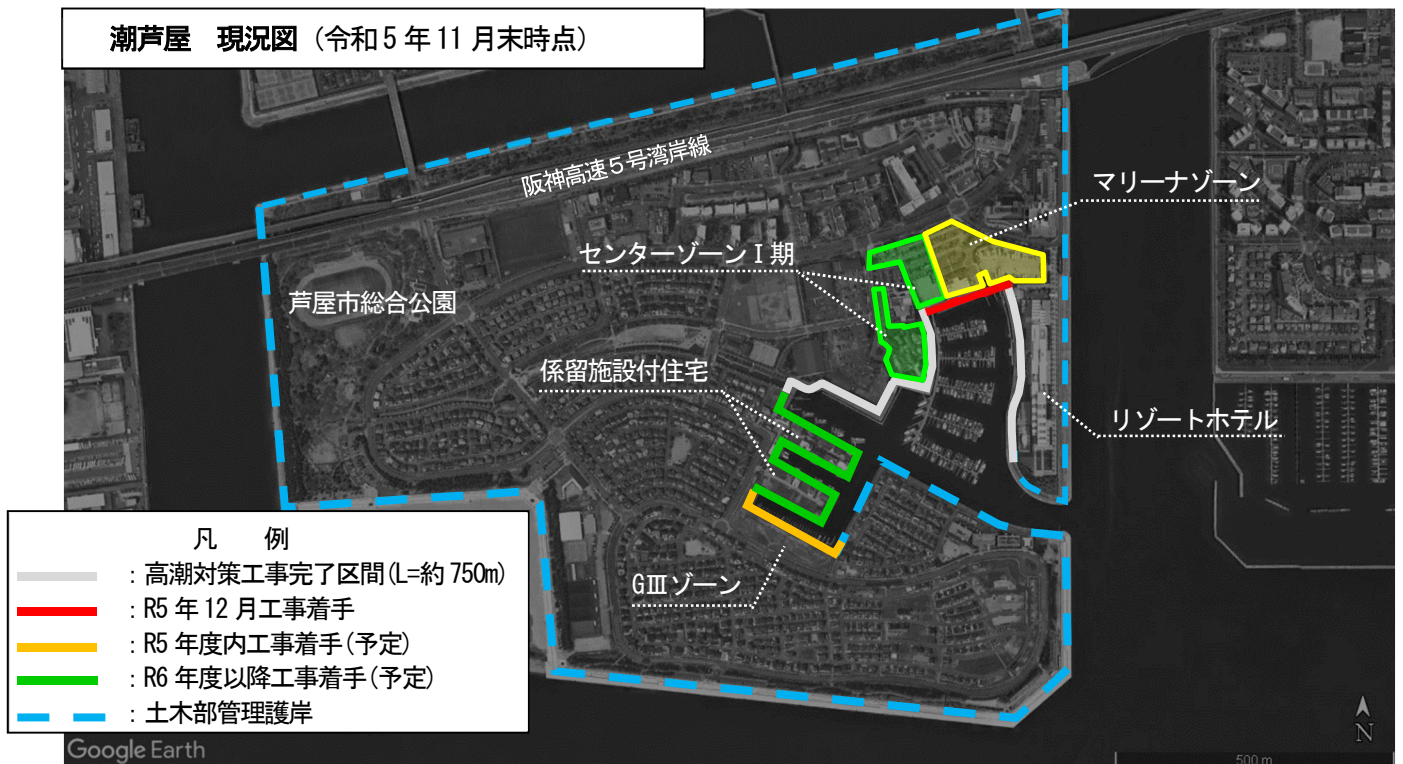 潮芦屋 現況図 (令和5年11月末時点)
阪神高速5号湾岸線
マリーナゾーン
センターゾーンⅠ期
芦屋市総合公園
係留施設付住宅
リゾートホテル
GⅢゾーン
凡 例
：高潮対策工事完了区間(L=約750m)
：R5年12月工事着手
：R5年度内工事着手(予定)
：R6年度以降工事着手(予定)
：土木部管理護岸
N
Google Earth
500 m